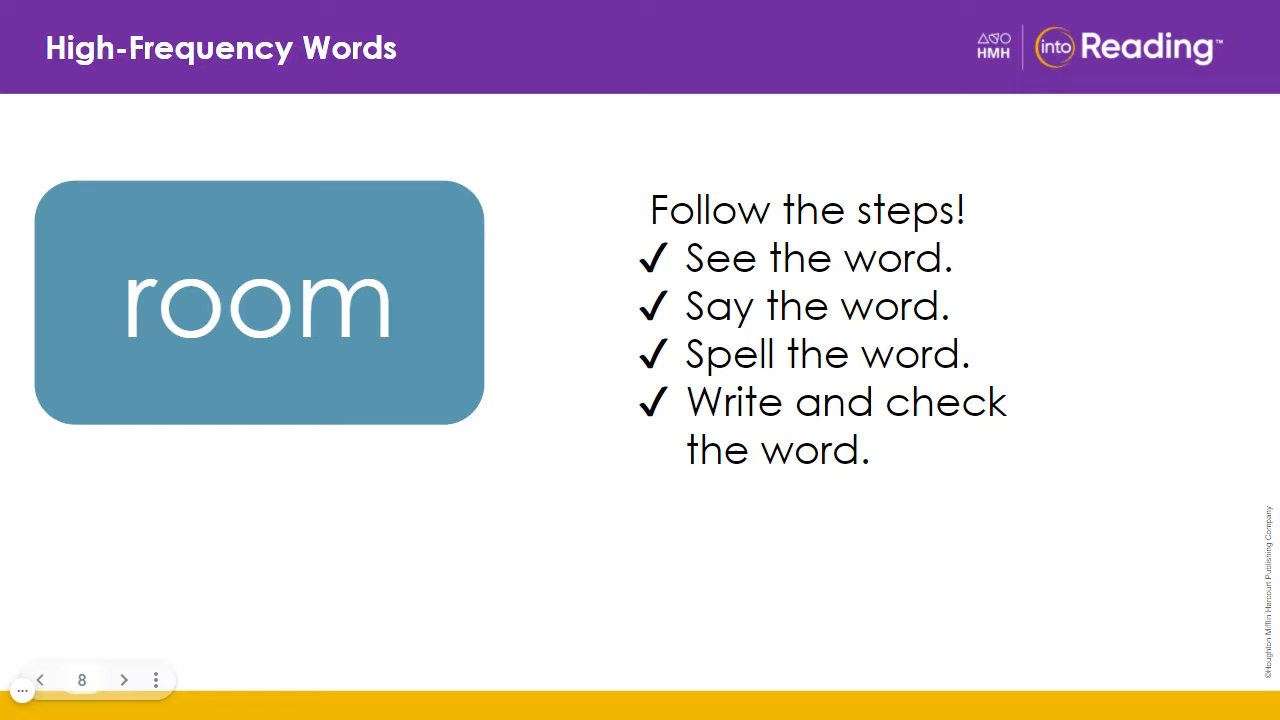 High-Frequency Words
HMH
into Reading™
room
Follow the steps!
✓ See the word.
✓ Say the word.
✓ Spell the word.
✓ Write and check
the word.
©Houghton Mifflin Harcourt Publishing Company
8